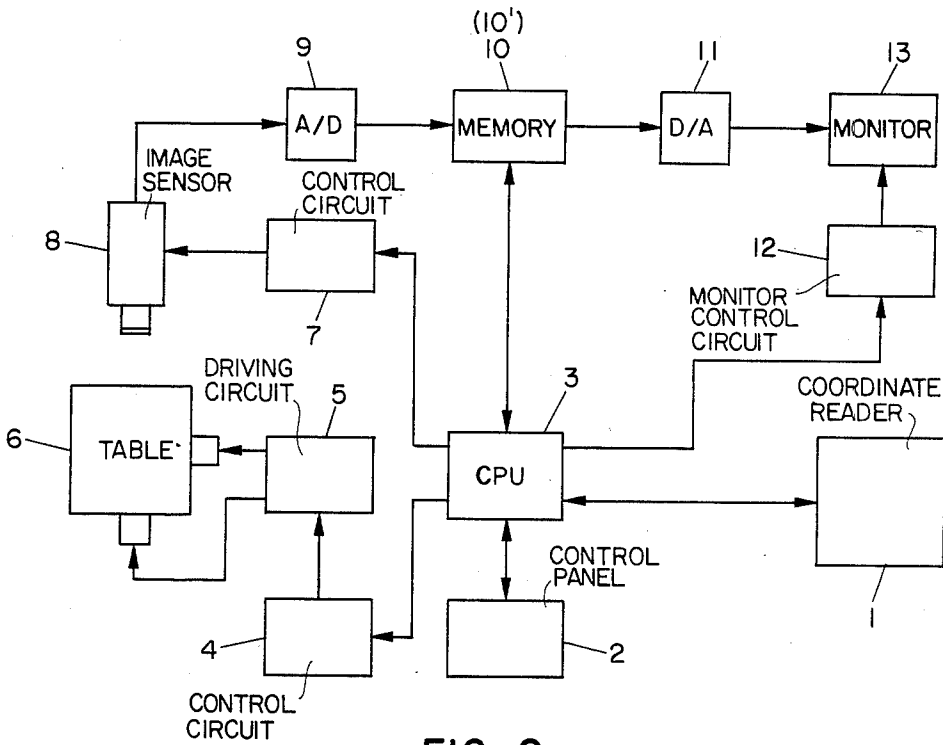 (10')
9
10
11
13
A/D
MEMORY
D/A
MONITOR
IMAGE
SENSOR
CONTROL
CIRCUIT
8
7
12
MONITOR
CONTROL
CIRCUIT
DRIVING
CIRCUIT
5
3
COORDINATE
READER
6
TABLE
CPU
CONTROL
PANEL
1
4
2
CONTROL
CIRCUIT
FIG